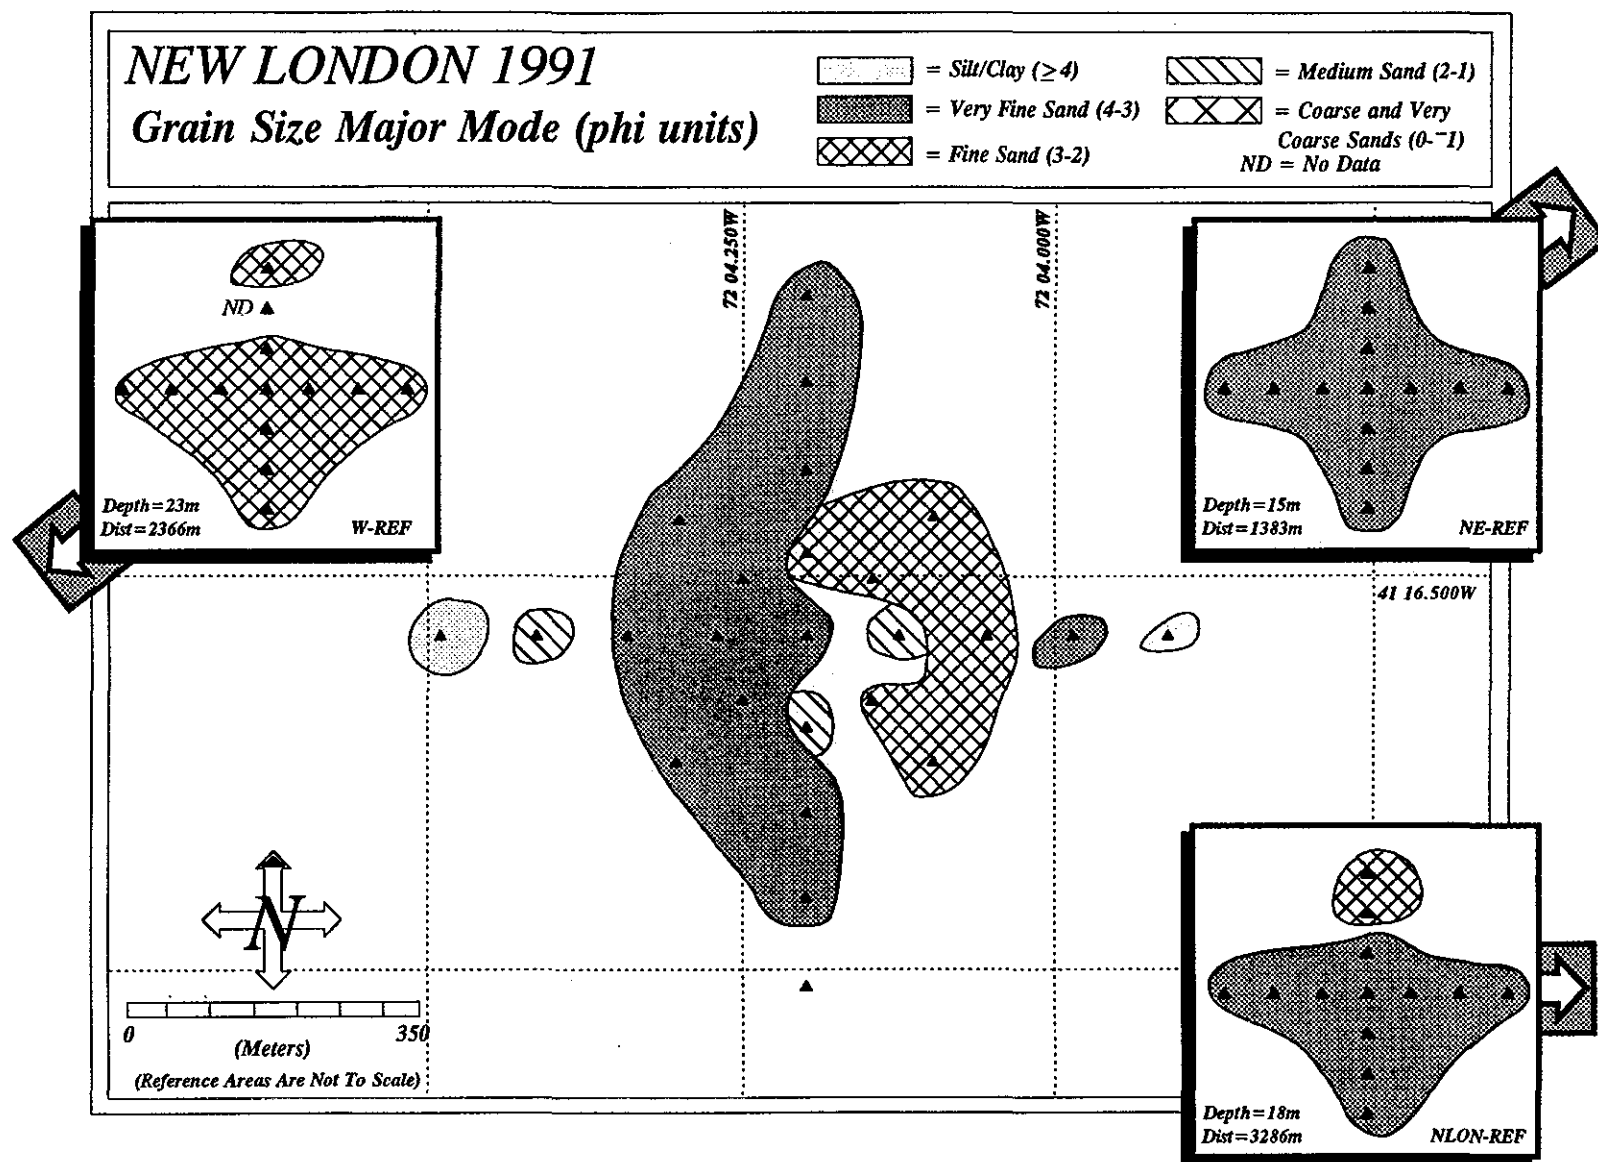 NEW LONDON 1991
Grain Size Major Mode (phi units)
= Silt/Clay (≥4)
= Very Fine Sand (4-3)
= Fine Sand (3-2)
= Medium Sand (2-1)
= Coarse and Very
Coarse Sands (0-⁻1)
ND = No Data
72 04.250W
72 04.000W
41 16.500W
ND
Depth=23m
Dist=2366m
W-REF
Depth=15m
Dist=1383m
NE-REF
N
0
350
(Meters)
(Reference Areas Are Not To Scale)
Depth=18m
Dist=3286m
NLON-REF